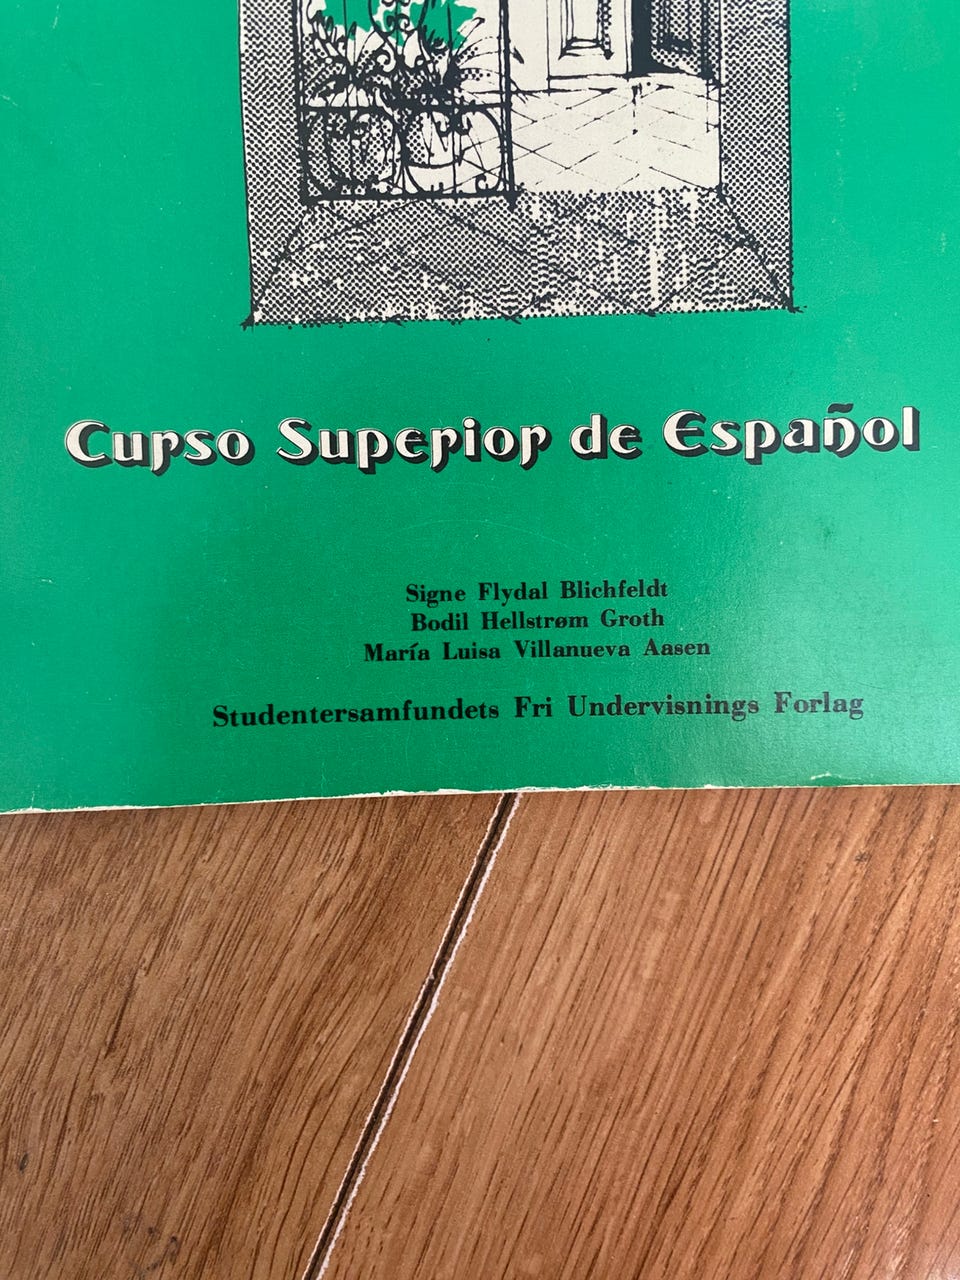 Curso Superior de Español
Signe Flydal Blichfeldt
Bodil Hellstrøm Groth
María Luisa Villanueva Aasen
Studentersamfundets Fri Undervisnings Forlag